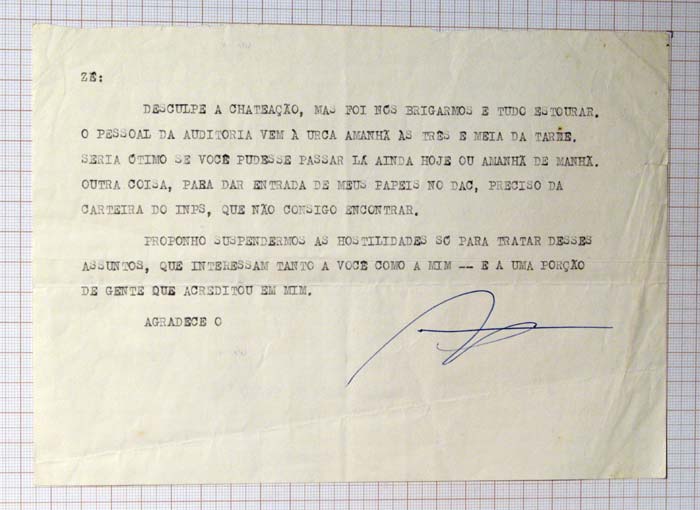 ZÉ:
DESCULPE A CHATEAÇÃO, MAS FOI NÓS BRIGARMOS E TUDO ESTOURAR.
O PESSOAL DA AUDITORIA VEM À URCA AMANHÃ ÀS TRÊS E MEIA DA TARDE.
SERIA ÓTIMO SE VOCÊ PUDESSE PASSAR LÁ AINDA HOJE OU AMANHÃ DE MANHÃ.
OUTRA COISA, PARA DAR ENTRADA DE MEUS PAPEIS NO DAC, PRECISO DA
CARTEIRA DO INPS, QUE NÃO CONSIGO ENCONTRAR.
PROPONHO SUSPENDERMOS AS HOSTILIDADES SÓ PARA TRATAR DESSES
ASSUNTOS, QUE INTERESSAM TANTO A VOCÊ COMO A MIM -- E A UMA PORÇÃO
DE GENTE QUE ACREDITOU EM MIM.
AGRADECE O